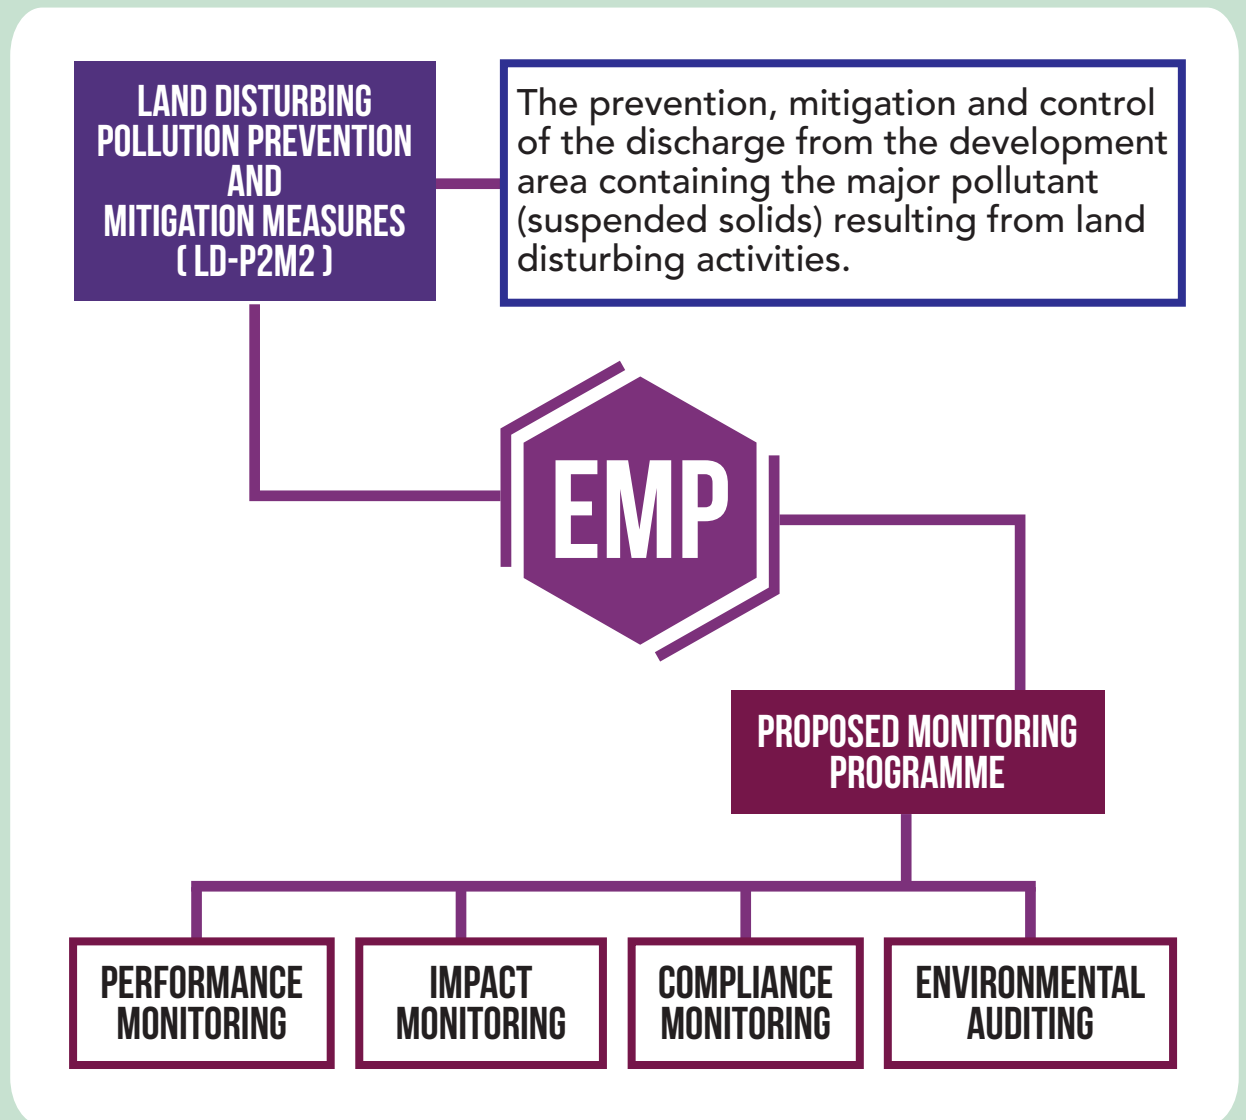 LAND DISTURBING
POLLUTION PREVENTION
AND
MITIGATION MEASURES
( LD-P2M2 )
The prevention, mitigation and control
of the discharge from the development
area containing the major pollutant
(suspended solids) resulting from land
disturbing activities.
EMP
PROPOSED MONITORING
PROGRAMME
PERFORMANCE
MONITORING
IMPACT
MONITORING
COMPLIANCE
MONITORING
ENVIRONMENTAL
AUDITING